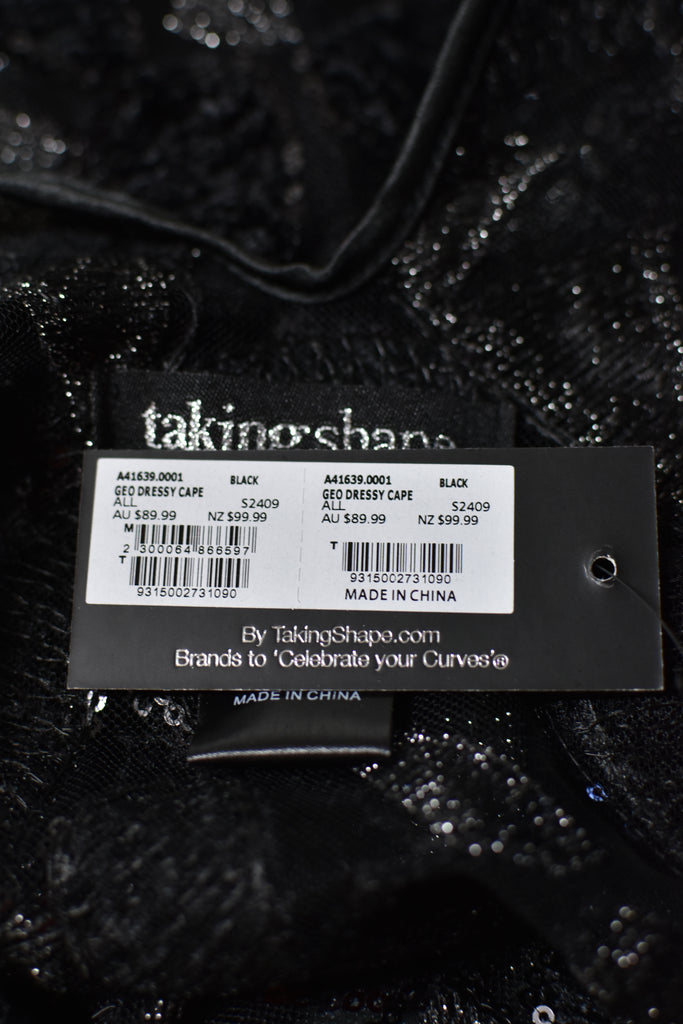 taking shape
A41639.0001 BLACK
GEO DRESSY CAPE
ALL S2409
AU $89.99 NZ $99.99
M
2 300064 866597
T
9315002731090
A41639.0001 BLACK
GEO DRESSY CAPE
ALL S2409
AU $89.99 NZ $99.99
T
9315002731090
MADE IN CHINA
By TakingShape.com
Brands to 'Celebrate your Curves'®
MADE IN CHINA